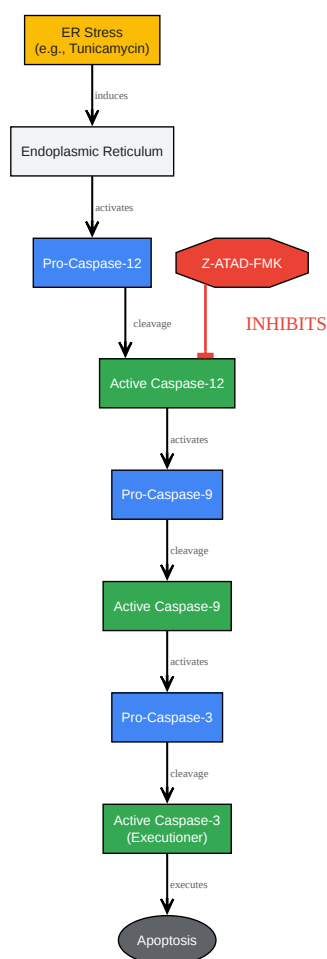 ER Stress
(e.g., Tunicamycin)
induces
Endoplasmic Reticulum
activates
Pro-Caspase-12
Z-ATAD-FMK
cleavage
INHIBITS
Active Caspase-12
activates
Pro-Caspase-9
cleavage
Active Caspase-9
activates
Pro-Caspase-3
cleavage
Active Caspase-3
(Executioner)
executes
Apoptosis